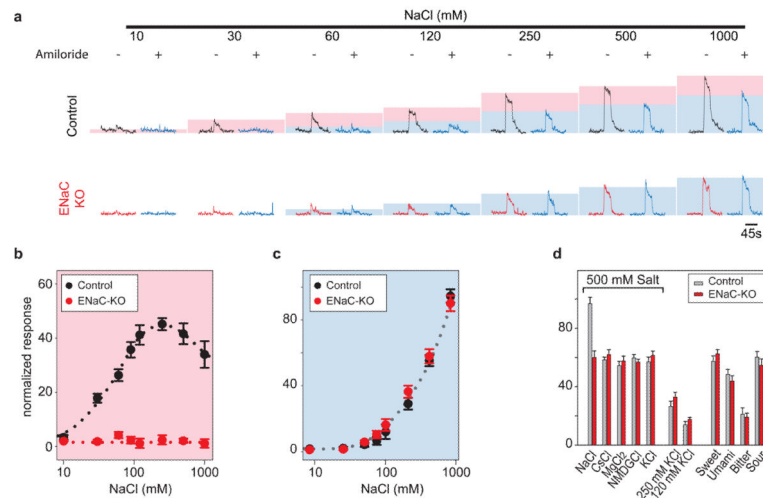 a
NaCl (mM)
10 30 60 120 250 500 1000
Amiloride - + - + - + - + - + - + - +
Control
ENaC KO
45s
b
Control
ENaC-KO
60
40
20
0
normalized response
10 100 1000
NaCl (mM)
c
Control
ENaC-KO
80
40
0
10 100 1000
NaCl (mM)
d
Control
ENaC-KO
500 mM Salt
120
80
40
0
NaCl
CsCl
MgCl₂
NMDGCl
KCl
250 mM KCl
120 mM KCl
Sweet
Umami
Bitter
Sour